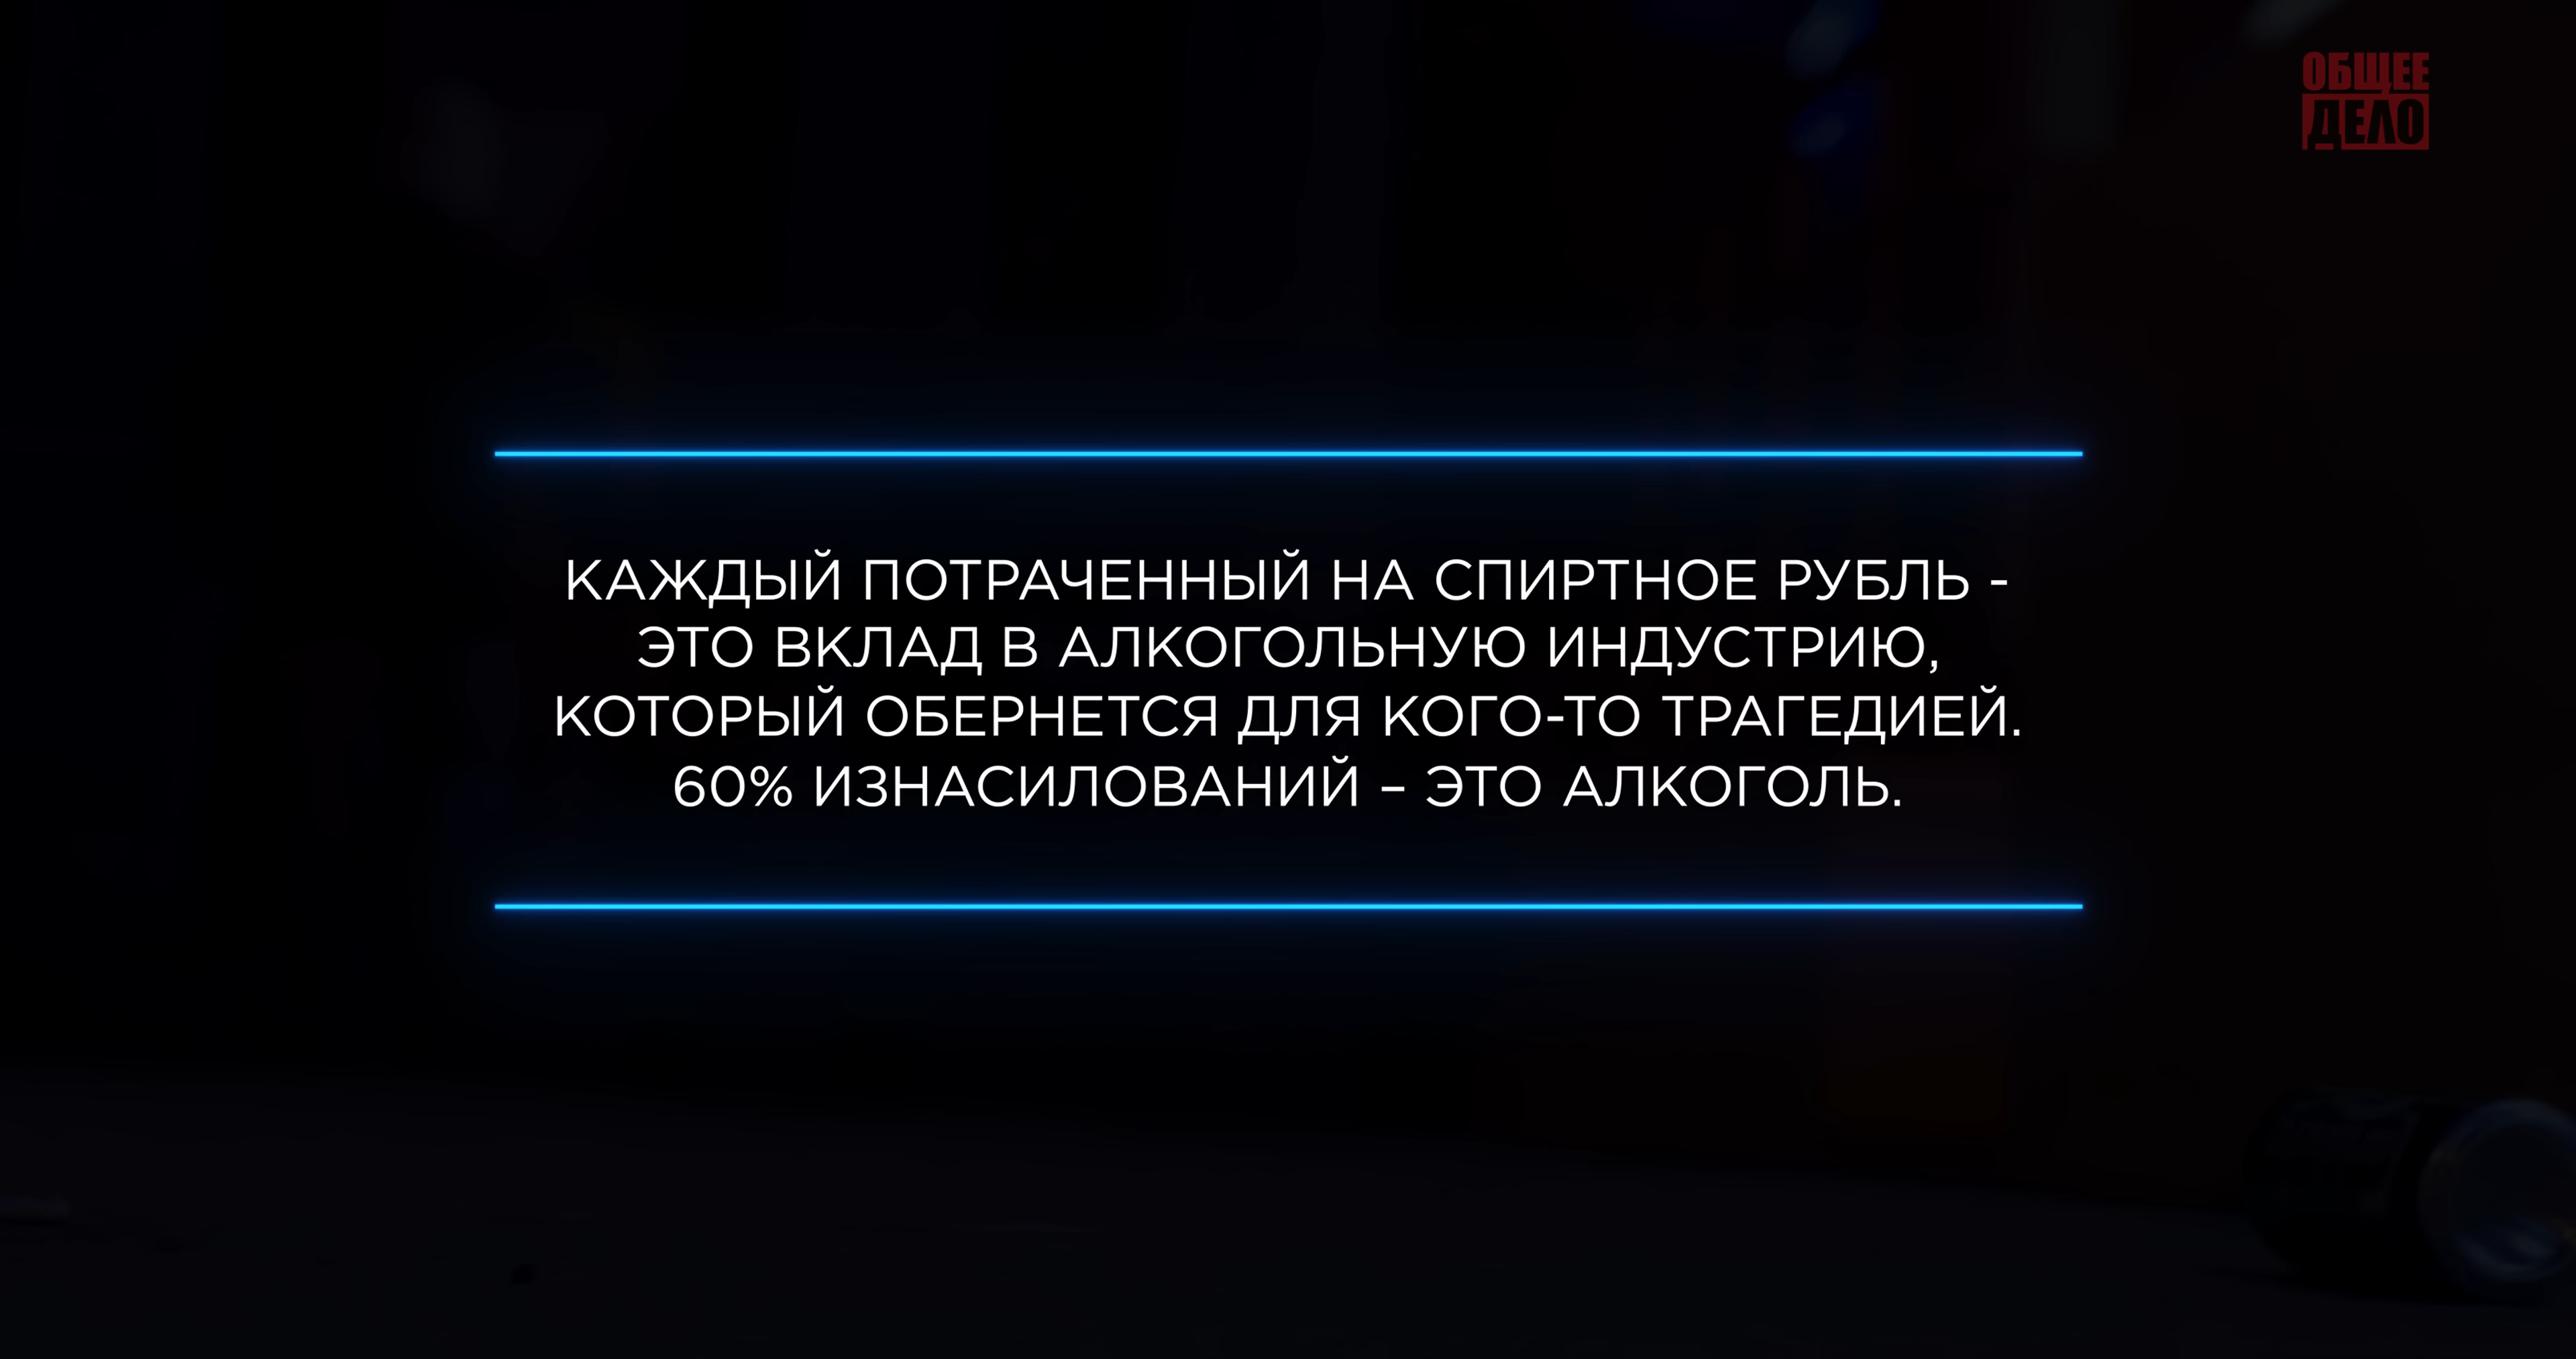 ОБЩЕЕ
ДЕЛО
КАЖДЫЙ ПОТРАЧЕННЫЙ НА СПИРТНОЕ РУБЛЬ -
ЭТО ВКЛАД В АЛКОГОЛЬНУЮ ИНДУСТРИЮ,
КОТОРЫЙ ОБЕРНЕТСЯ ДЛЯ КОГО-ТО ТРАГЕДИЕЙ.
60% ИЗНАСИЛОВАНИЙ – ЭТО АЛКОГОЛЬ.